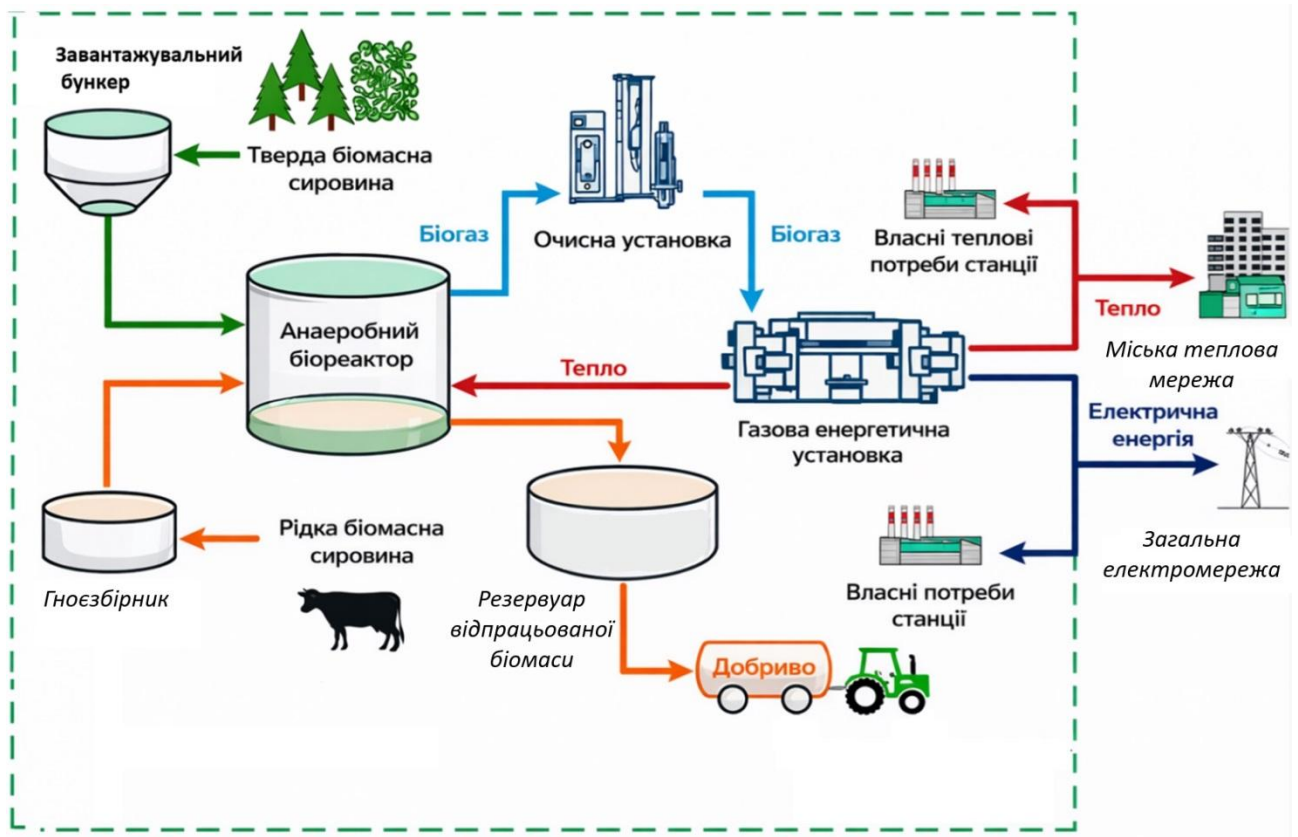 Завантажувальний
бункер
Тверда біомасна
сировина
Біогаз
Очисна установка
Біогаз
Власні теплові
потреби станції
Тепло
Міська теплова
мережа
Анаеробний
біореактор
Тепло
Газова енергетична
установка
Електрична
енергія
Загальна
електромережа
Рідка біомасна
сировина
Гноєзбірник
Резервуар
відпрацьованої
біомаси
Власні потреби
станції
Добриво